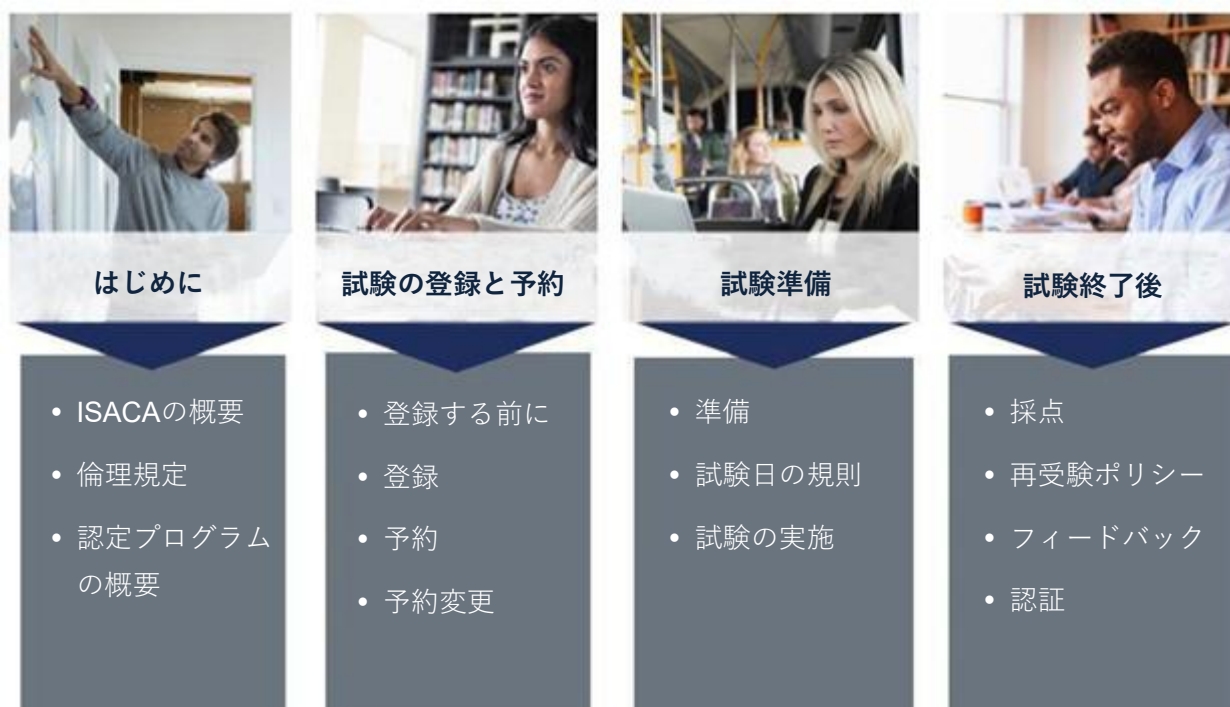 はじめに
• ISACAの概要
• 倫理規定
• 認定プログラム
の概要
試験の登録と予約
• 登録する前に
• 登録
• 予約
• 予約変更
試験準備
• 準備
• 試験日の規則
• 試験の実施
試験終了後
• 採点
• 再受験ポリシー
• フィードバック
• 認証